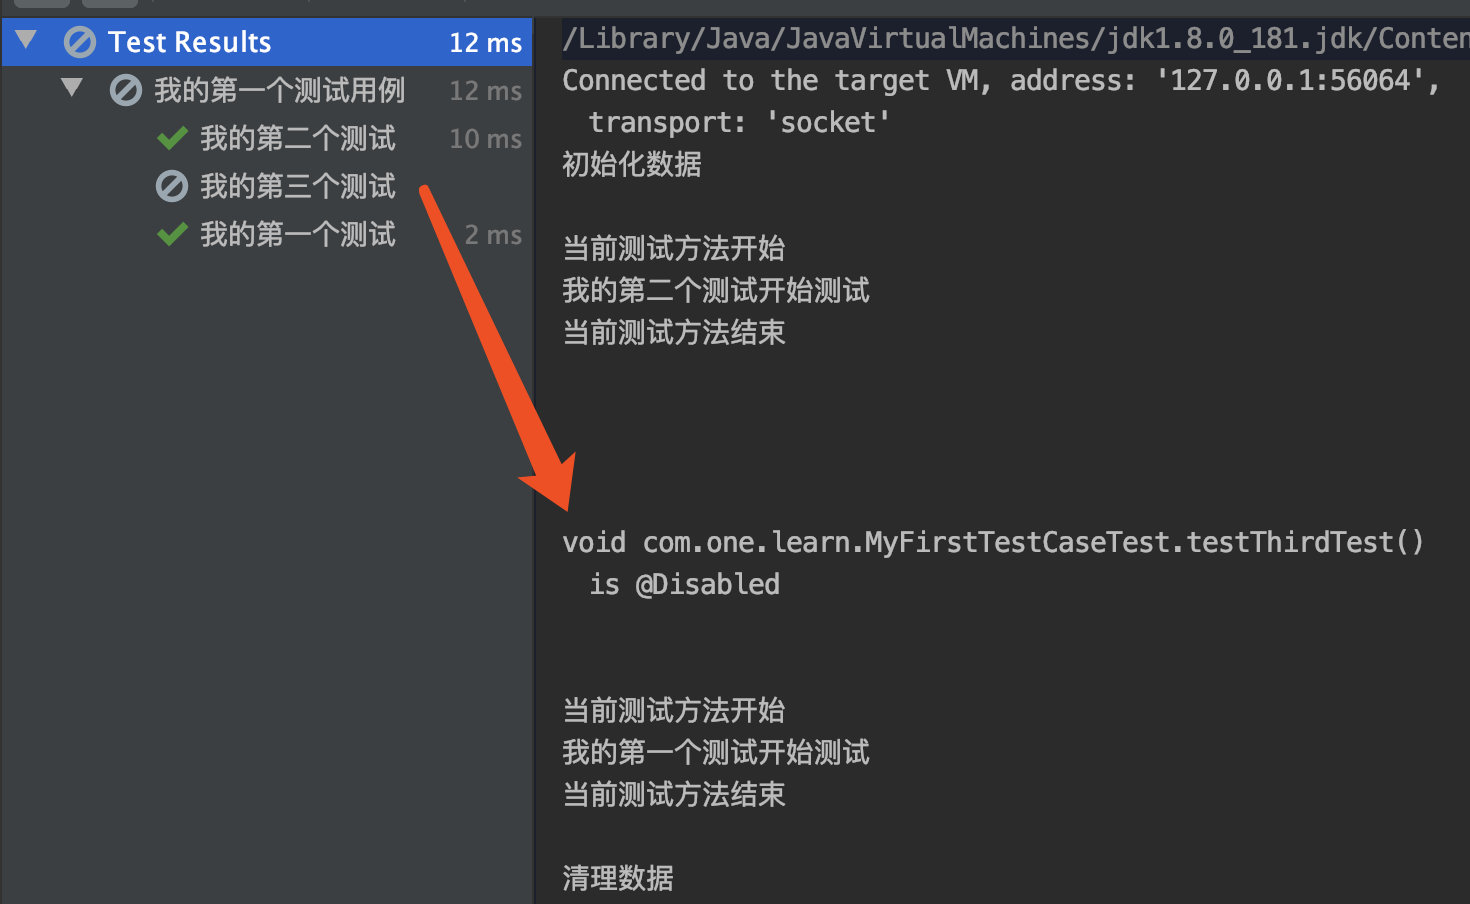 Test Results 12 ms
我的第一个测试用例 12 ms
我的第二个测试 10 ms
我的第三个测试
我的第一个测试 2 ms
/Library/Java/JavaVirtualMachines/jdk1.8.0_181.jdk/Conten
Connected to the target VM, address: '127.0.0.1:56064',
transport: 'socket'
初始化数据
当前测试方法开始
我的第二个测试开始测试
当前测试方法结束
void com.one.learn.MyFirstTestCaseTest.testThirdTest()
is @Disabled
当前测试方法开始
我的第一个测试开始测试
当前测试方法结束
清理数据